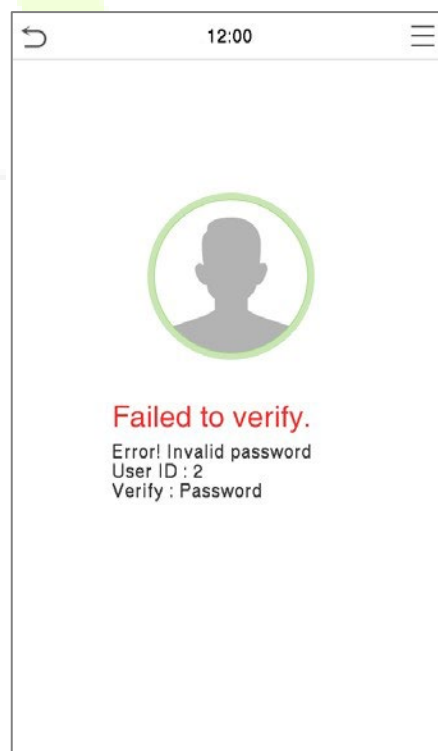 12:00
Failed to verify.
Error! Invalid password
User ID : 2
Verify : Password